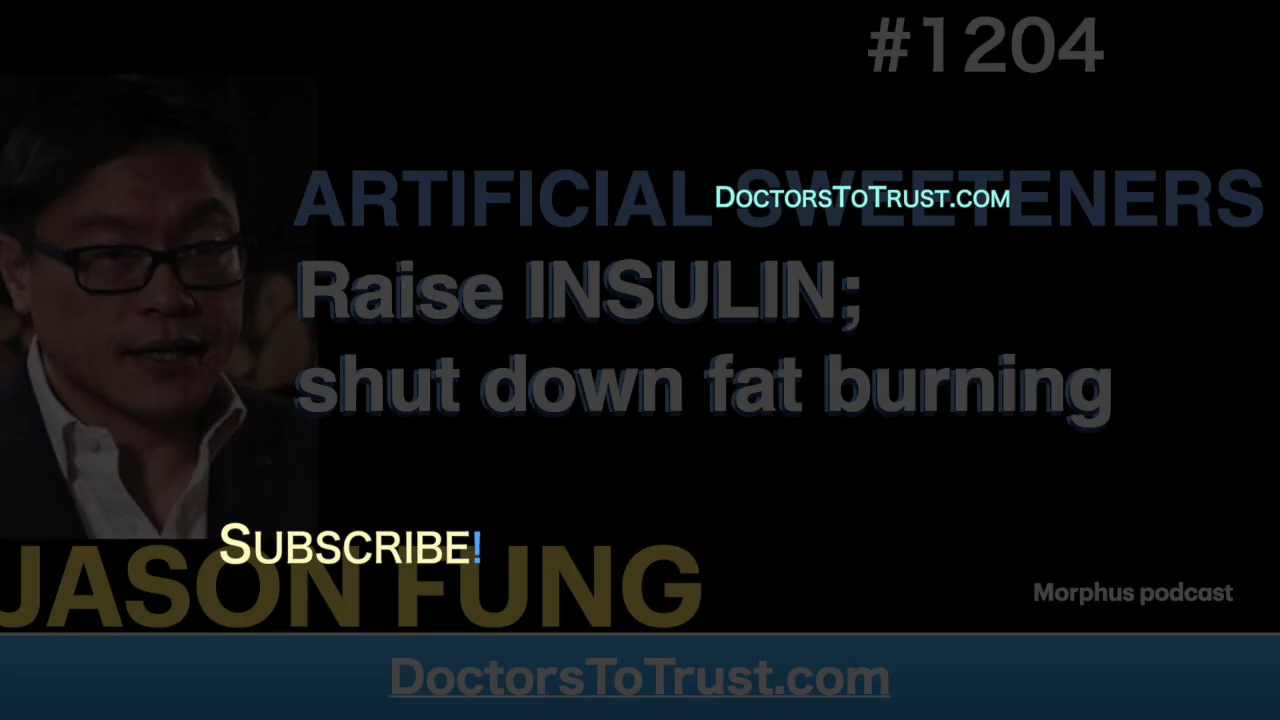 #1204
ARTIFICIAL SWEETENERS
DOCTORSTOTRUST.COM
Raise INSULIN;
shut down fat burning
SUBSCRIBE!
JASON FUNG
Morphus podcast
DoctorsToTrust.com